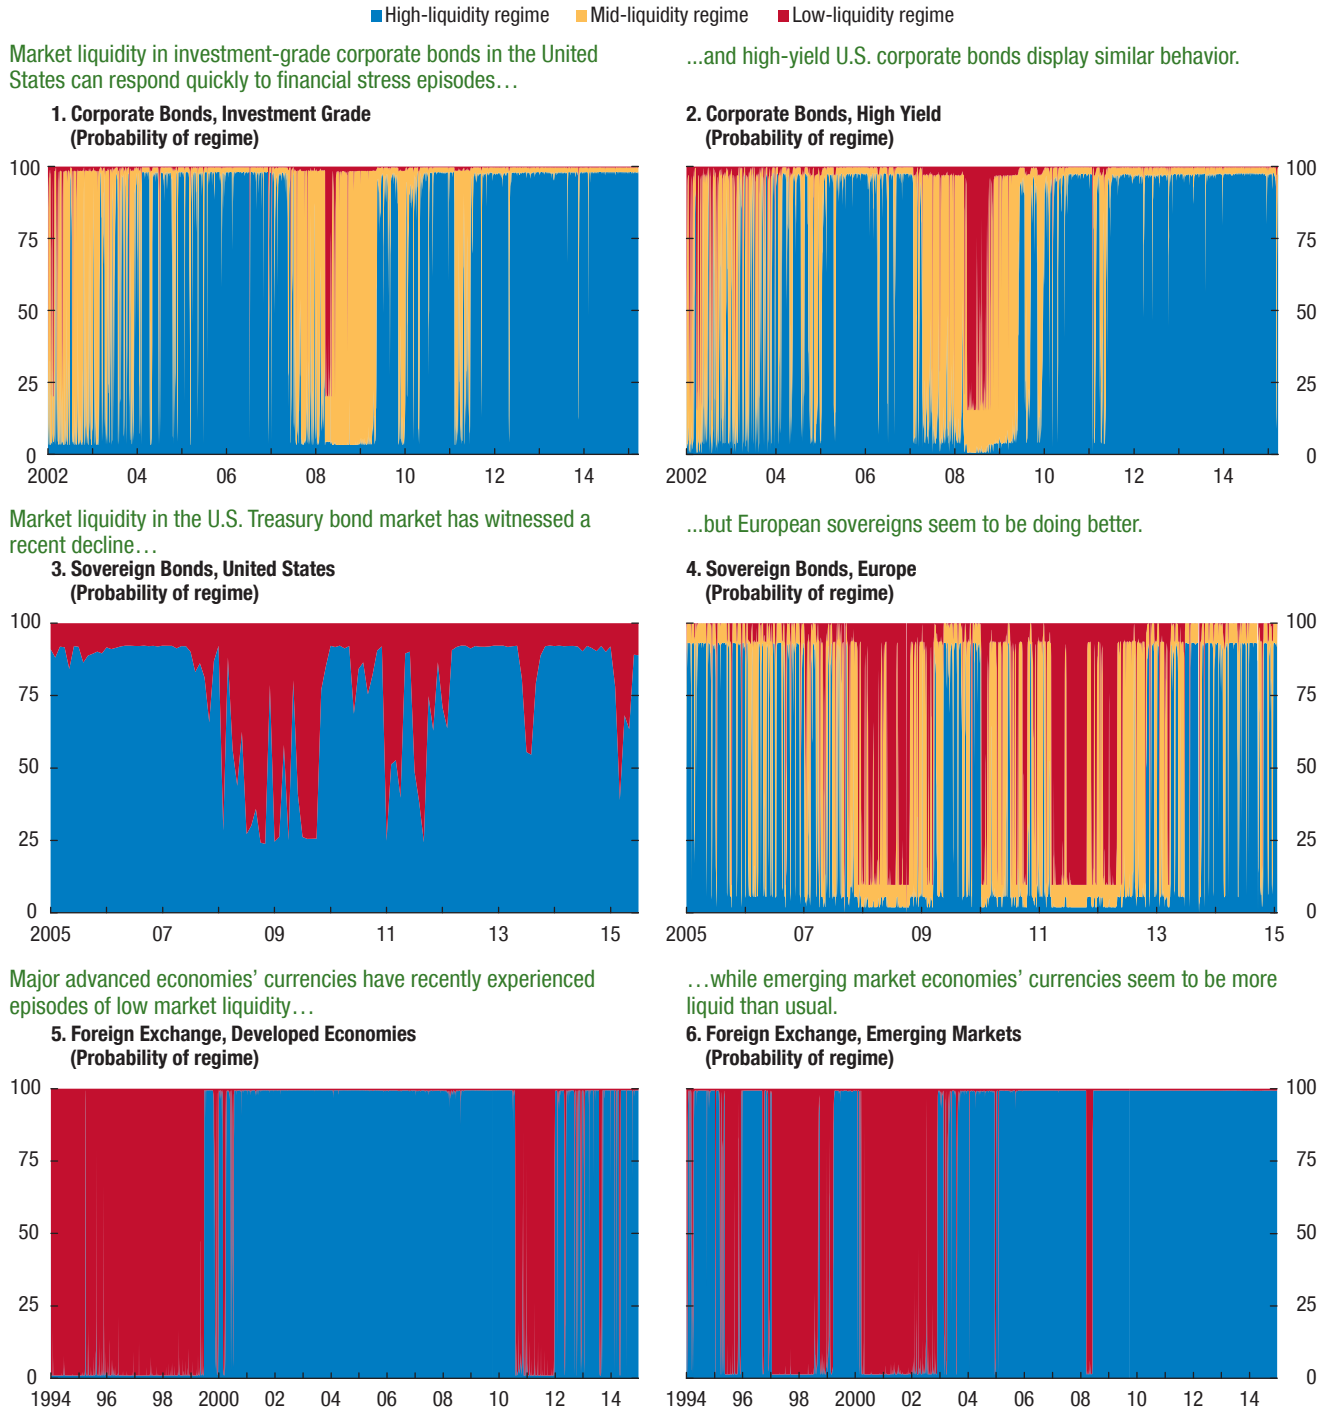 High-liquidity regime Mid-liquidity regime Low-liquidity regime
Market liquidity in investment-grade corporate bonds in the United
States can respond quickly to financial stress episodes…
1. Corporate Bonds, Investment Grade
(Probability of regime)
100
75
50
25
0
2002 04 06 08 10 12 14
...and high-yield U.S. corporate bonds display similar behavior.
2. Corporate Bonds, High Yield
(Probability of regime)
100
75
50
25
0
2002 04 06 08 10 12 14
Market liquidity in the U.S. Treasury bond market has witnessed a
recent decline…
3. Sovereign Bonds, United States
(Probability of regime)
100
75
50
25
0
2005 07 09 11 13 15
...but European sovereigns seem to be doing better.
4. Sovereign Bonds, Europe
(Probability of regime)
100
75
50
25
0
2005 07 09 11 13 15
Major advanced economies’ currencies have recently experienced
episodes of low market liquidity…
5. Foreign Exchange, Developed Economies
(Probability of regime)
100
75
50
25
0
1994 96 98 2000 02 04 06 08 10 12 14
…while emerging market economies’ currencies seem to be more
liquid than usual.
6. Foreign Exchange, Emerging Markets
(Probability of regime)
100
75
50
25
0
1994 96 98 2000 02 04 06 08 10 12 14